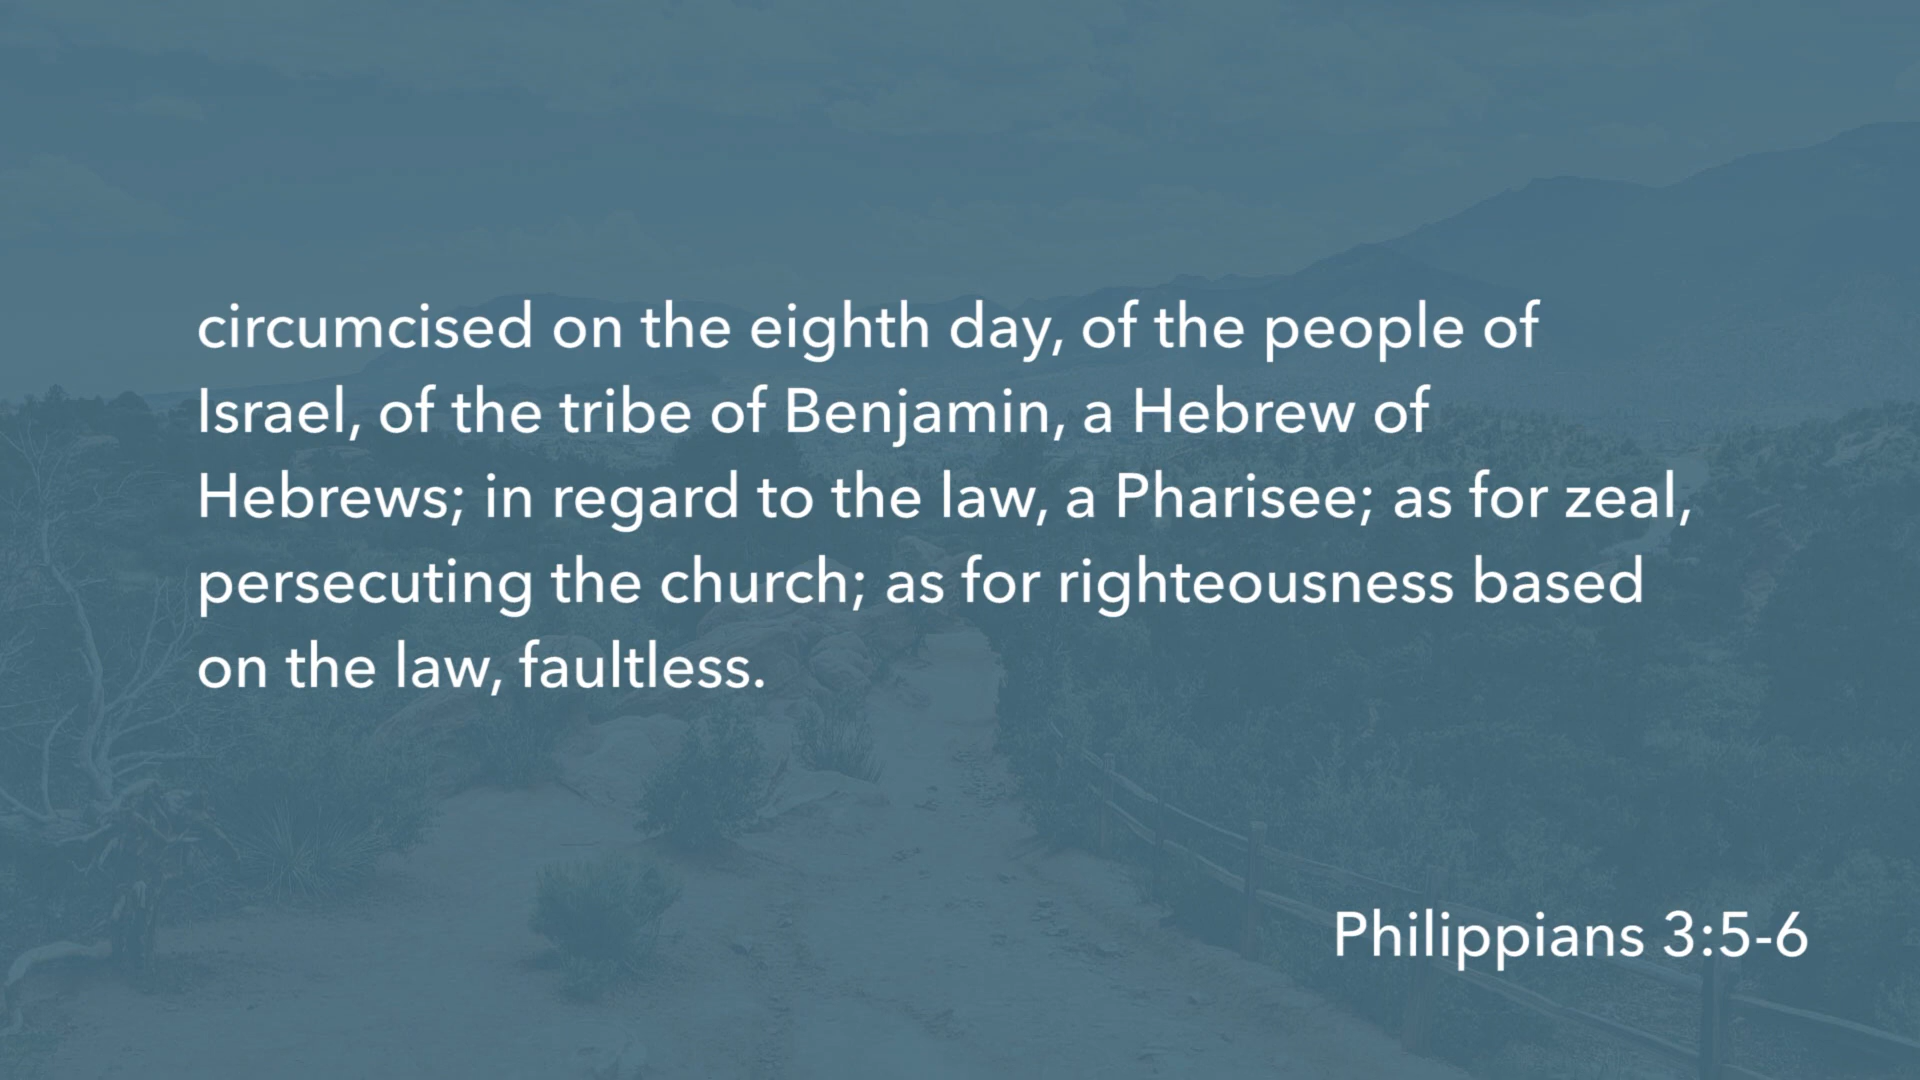 circumcised on the eighth day, of the people of
Israel, of the tribe of Benjamin, a Hebrew of
Hebrews; in regard to the law, a Pharisee; as for zeal,
persecuting the church; as for righteousness based
on the law, faultless.
Philippians 3:5-6